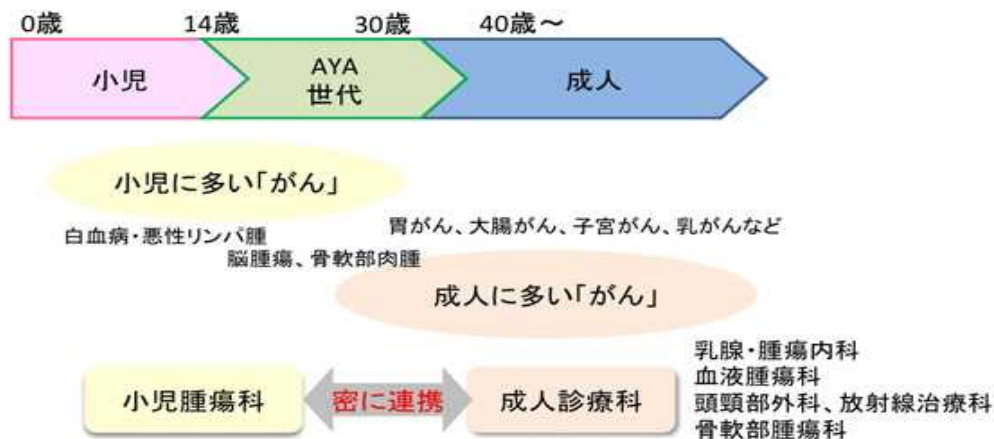 0歳 14歳 30歳 40歳～
小児
AYA
世代
成人
小児に多い「がん」
白血病・悪性リンパ腫
胃がん、大腸がん、子宮がん、乳がんなど
脳腫瘍、骨軟部肉腫
成人に多い「がん」
小児腫瘍科
密に連携
成人診療科
乳腺・腫瘍内科
血液腫瘍科
頭頸部外科、放射線治療科
骨軟部腫瘍科